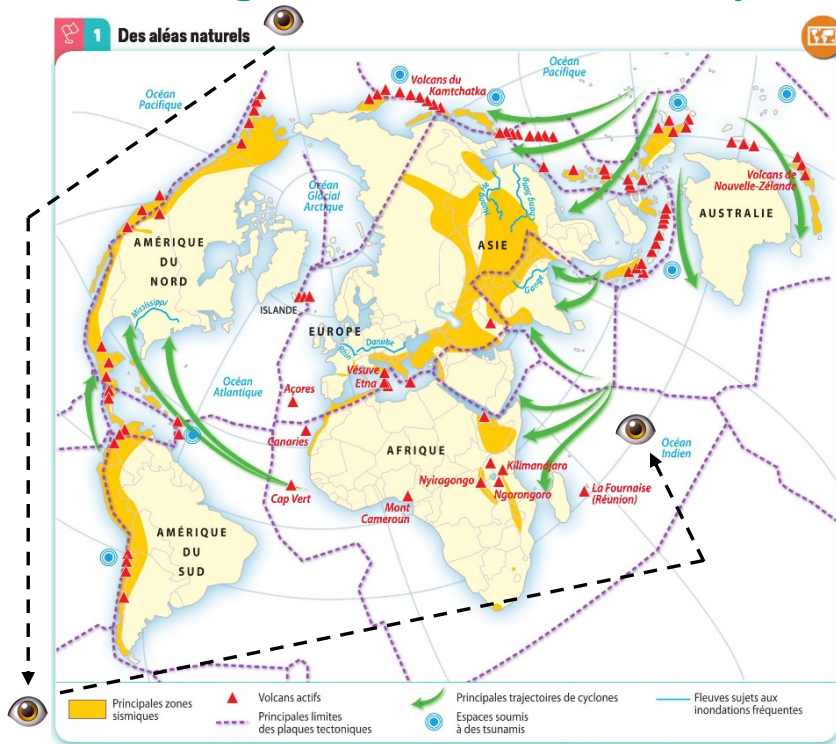 1 Des aléas naturels
Océan
Pacifique
Volcans du
Kamtchatka
Océan
Pacifique
Océan
Glacial
Arctique
Huang he
Chang jiang
Volcans de
Nouvelle-Zélande
AUSTRALIE
AMÉRIQUE
DU
NORD
ASIE
Gange
Mississippi
ISLANDE
EUROPE
Rhin
Danube
Vésuve
Etna
Océan
Atlantique
Açores
Canaries
AFRIQUE
Océan
Indien
Cap Vert
Nyiragongo
Kilimandjaro
Ngorongoro
La Fournaise
(Réunion)
Mont
Cameroun
AMÉRIQUE
DU
SUD
Principales zones
sismiques
Volcans actifs
Principales limites
des plaques tectoniques
Principales trajectoires de cyclones
Espaces soumis
à des tsunamis
Fleuves sujets aux
inondations fréquentes